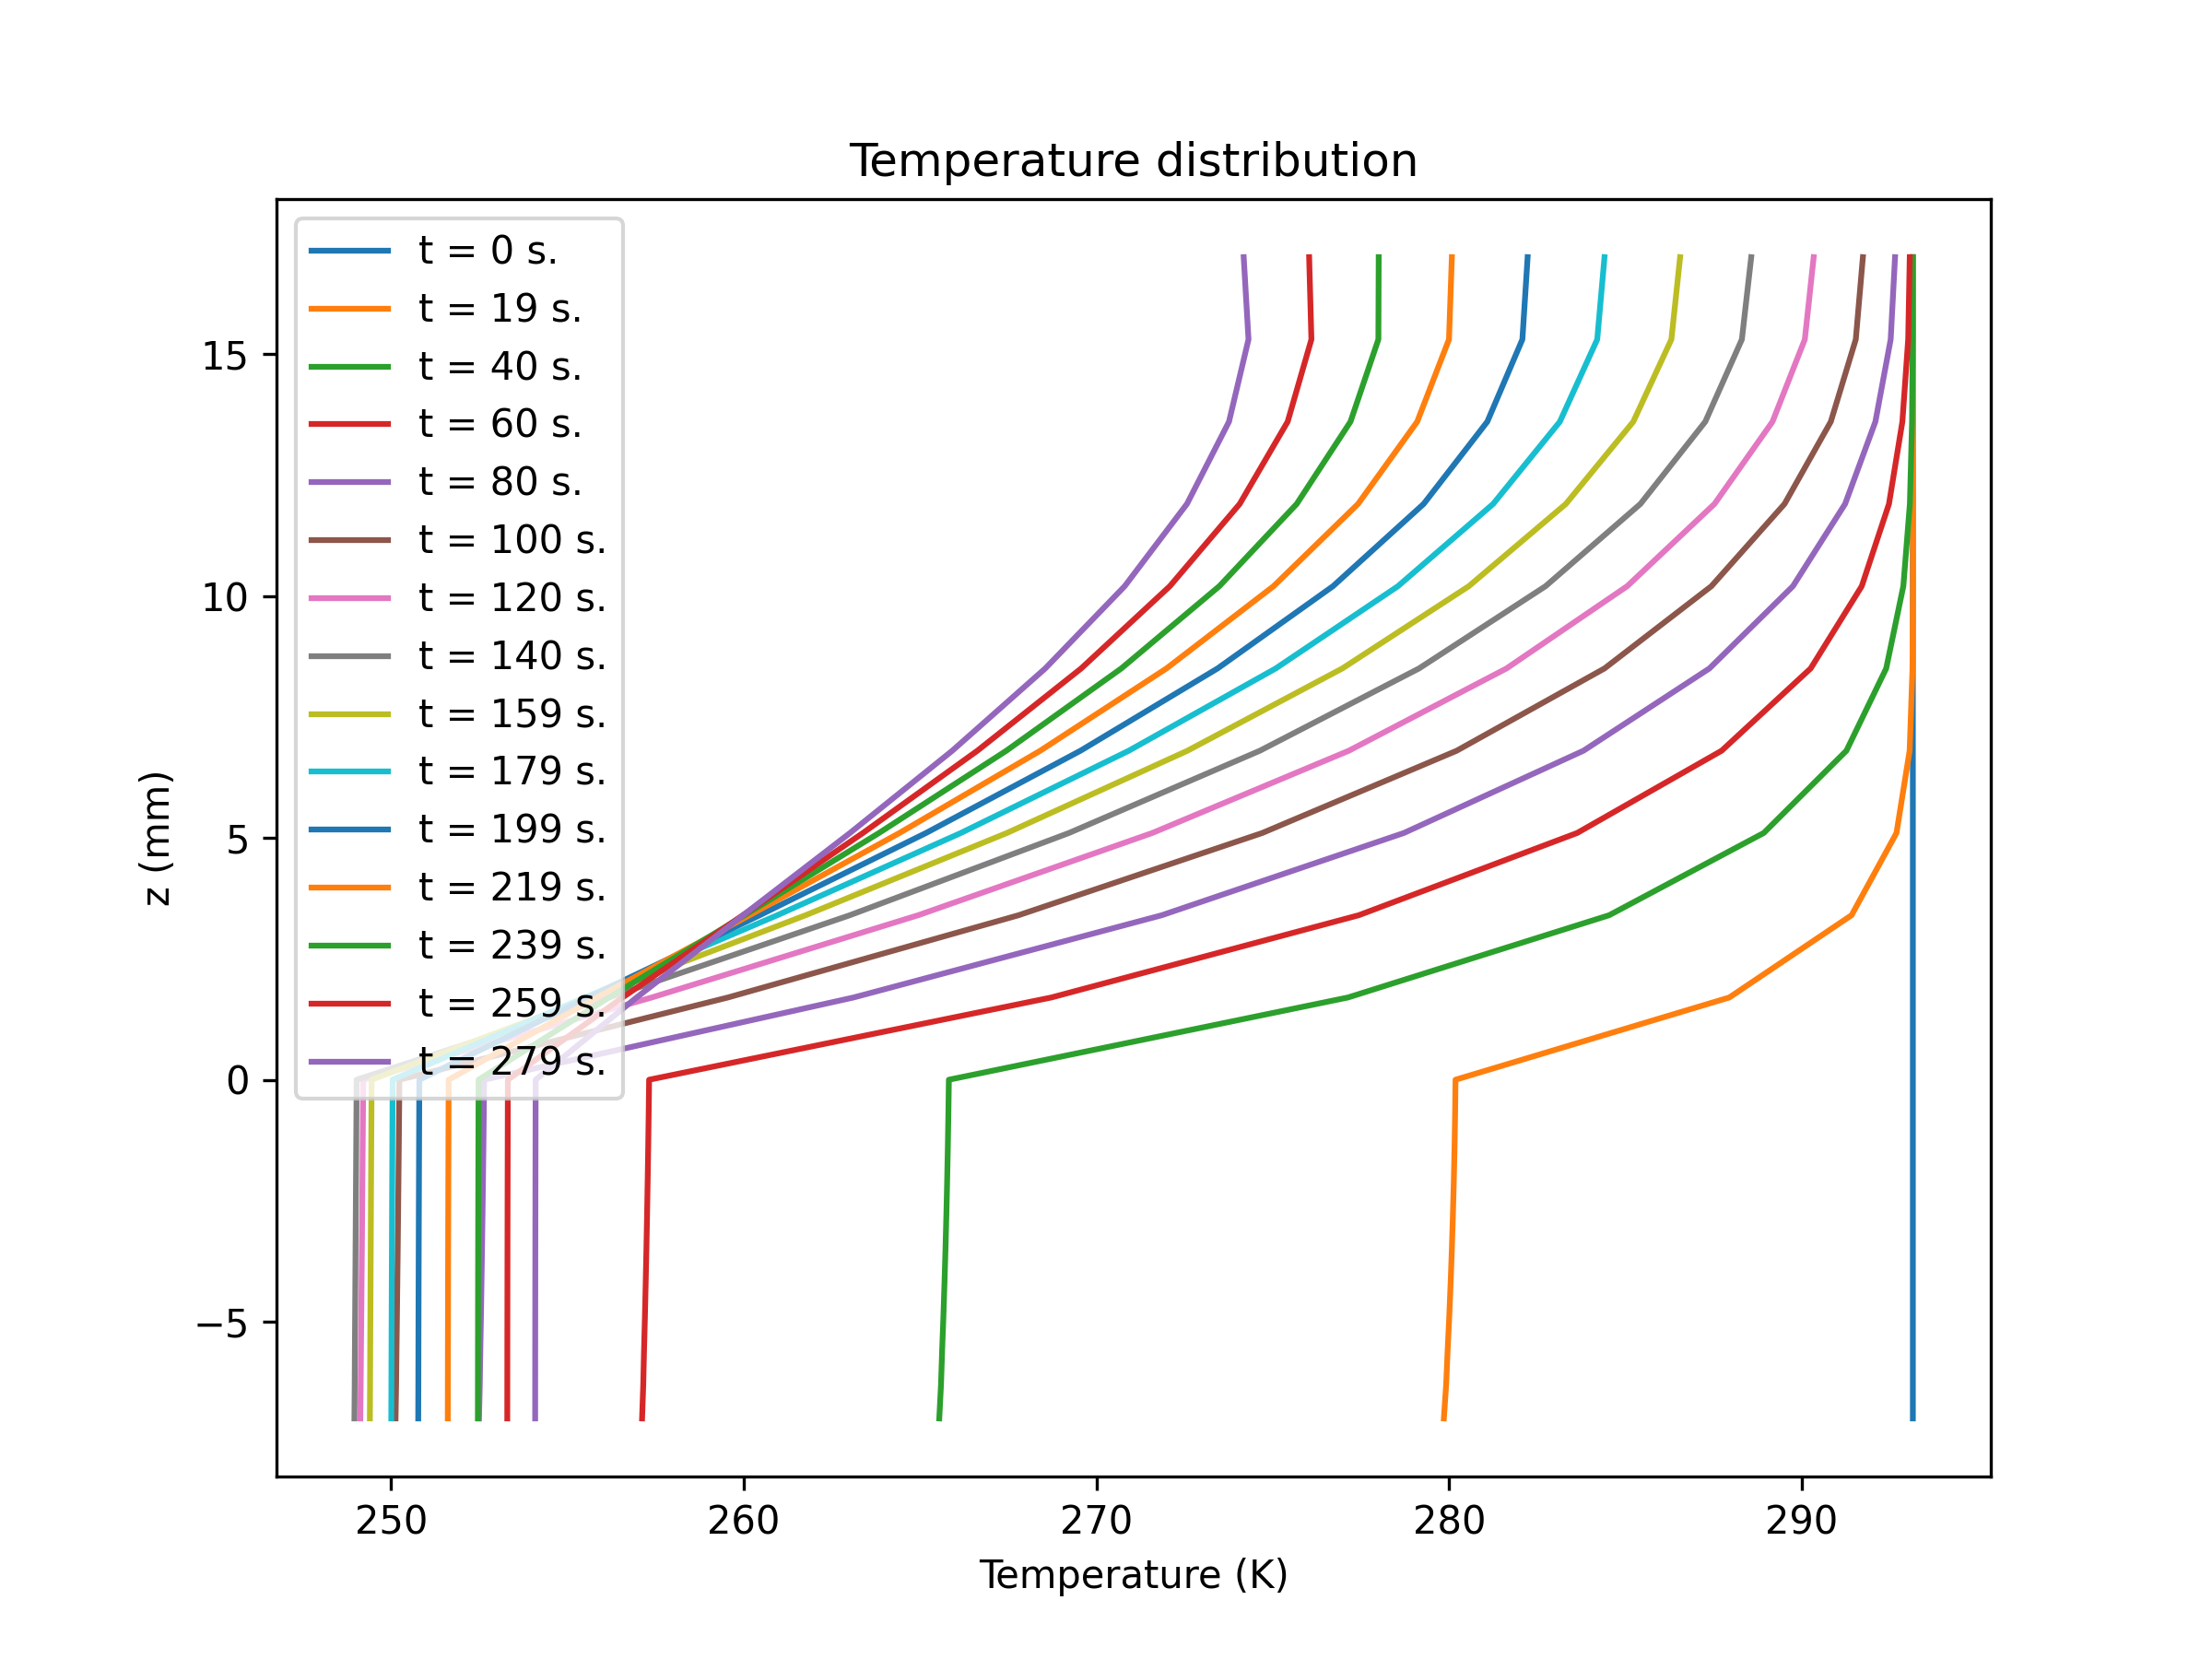 Temperature distribution
t = 0 s.
t = 19 s.
t = 40 s.
t = 60 s.
t = 80 s.
t = 100 s.
t = 120 s.
t = 140 s.
t = 159 s.
t = 179 s.
t = 199 s.
t = 219 s.
t = 239 s.
t = 259 s.
t = 279 s.
15
10
5
0
−5
z (mm)
250 260 270 280 290
Temperature (K)